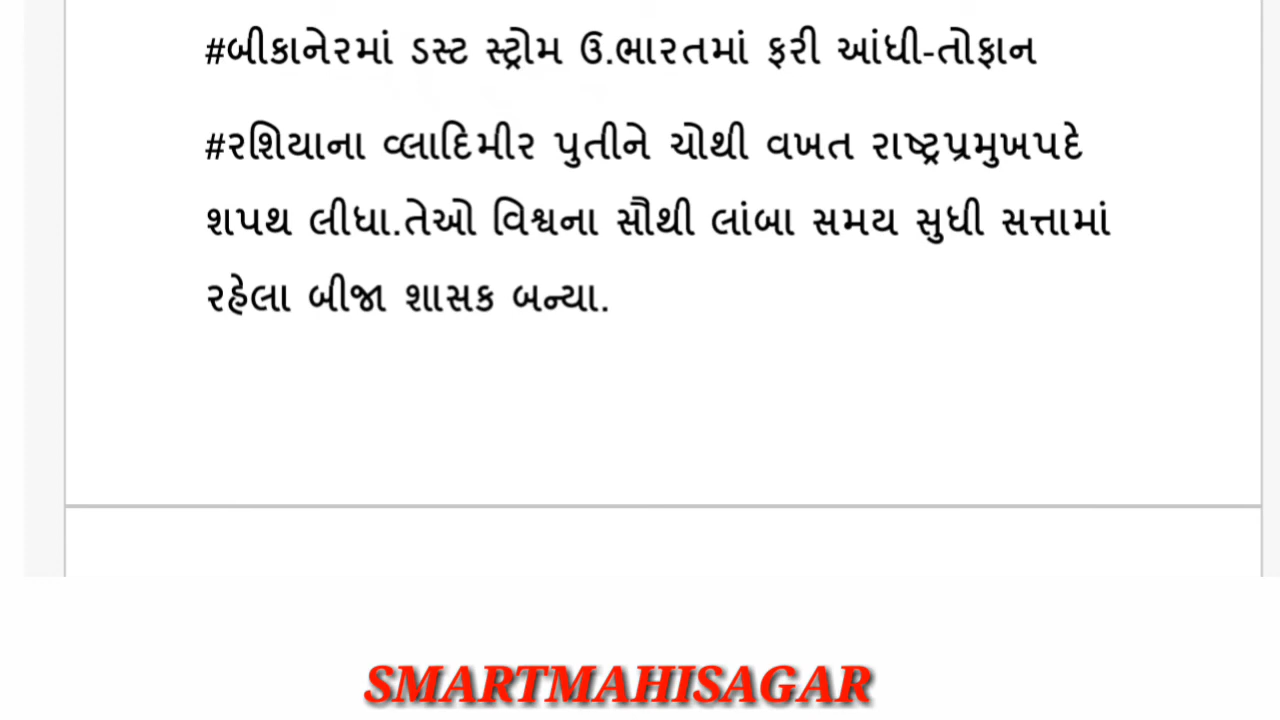 #બીકાનેરમાં ડસ્ટ સ્ટ્રોમ ઉ.ભારતમાં ફરી આંધી-તોફાન
#રશિયાના વ્લાદિમીર પુતીને ચોથી વખત રાષ્ટ્રપ્રમુખપદે
શપથ લીધા.તેઓ વિશ્વના સૌથી લાંબા સમય સુધી સત્તામાં
રહેલા બીજા શાસક બન્યા.
SMARTMAHISAGAR